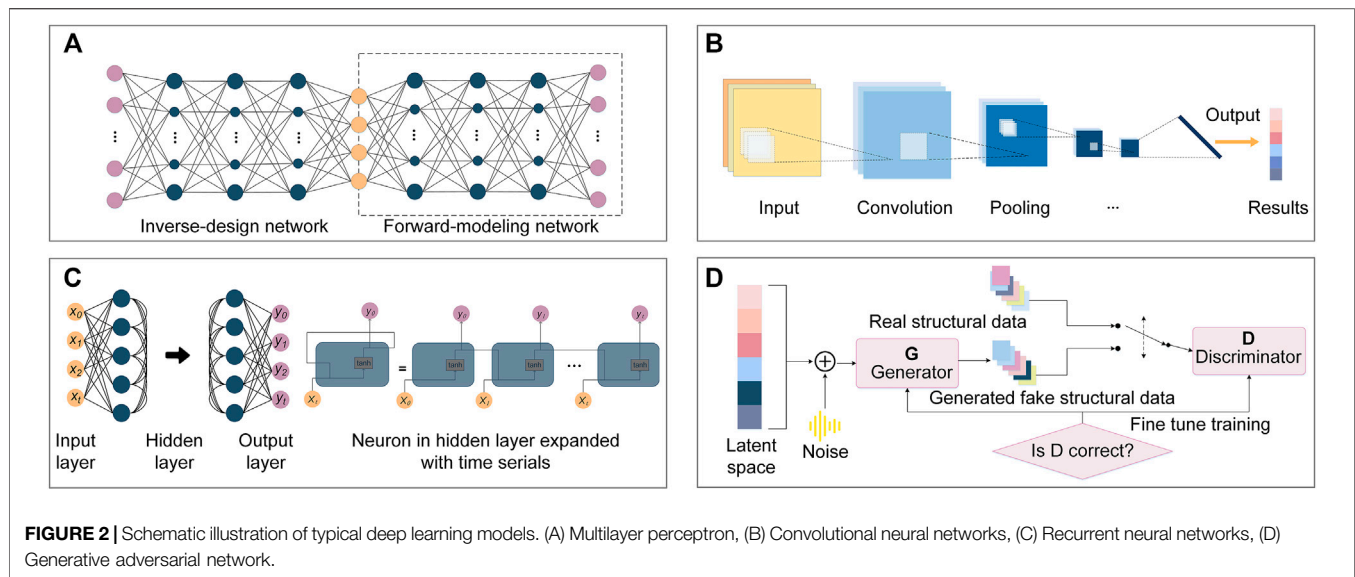 A
Inverse-design network
Forward-modeling network
B
Input
Convolution
Pooling
...
Output
Results
C
x0
x1
x2
xt
y0
y1
y2
yt
Input
layer
Hidden
layer
Output
layer
y0
tanh
Xt
=
y0
tanh
X0
y1
tanh
X1
...
yt
tanh
Xt
Neuron in hidden layer expanded
with time serials
D
Latent
space
Noise
Real structural data
G
Generator
Generated fake structural data
D
Discriminator
Fine tune training
Is D correct?
FIGURE 2 | Schematic illustration of typical deep learning models. (A) Multilayer perceptron, (B) Convolutional neural networks, (C) Recurrent neural networks, (D)
Generative adversarial network.